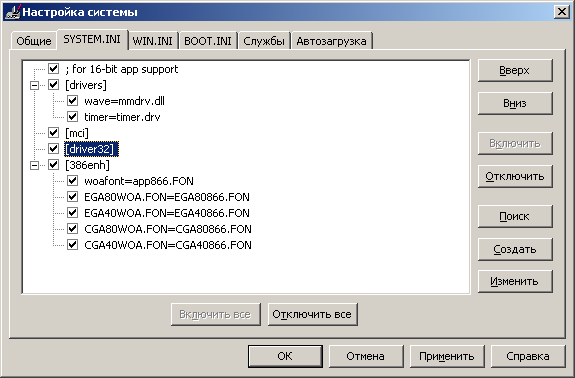 Настройка системы
Общие SYSTEM.INI WIN.INI BOOT.INI Службы Автозагрузка
; for 16-bit app support
[drivers]
wave=mmdrv.dll
timer=timer.drv
[mci]
[driver32]
[386enh]
woafont=app866.FON
EGA80WOA.FON=EGA80866.FON
EGA40WOA.FON=EGA40866.FON
CGA80WOA.FON=CGA80866.FON
CGA40WOA.FON=CGA40866.FON
Вверх
Вниз
Включить
Отключить
Поиск
Создать
Изменить
Включить все Отключить все
ОК Отмена Применить Справка